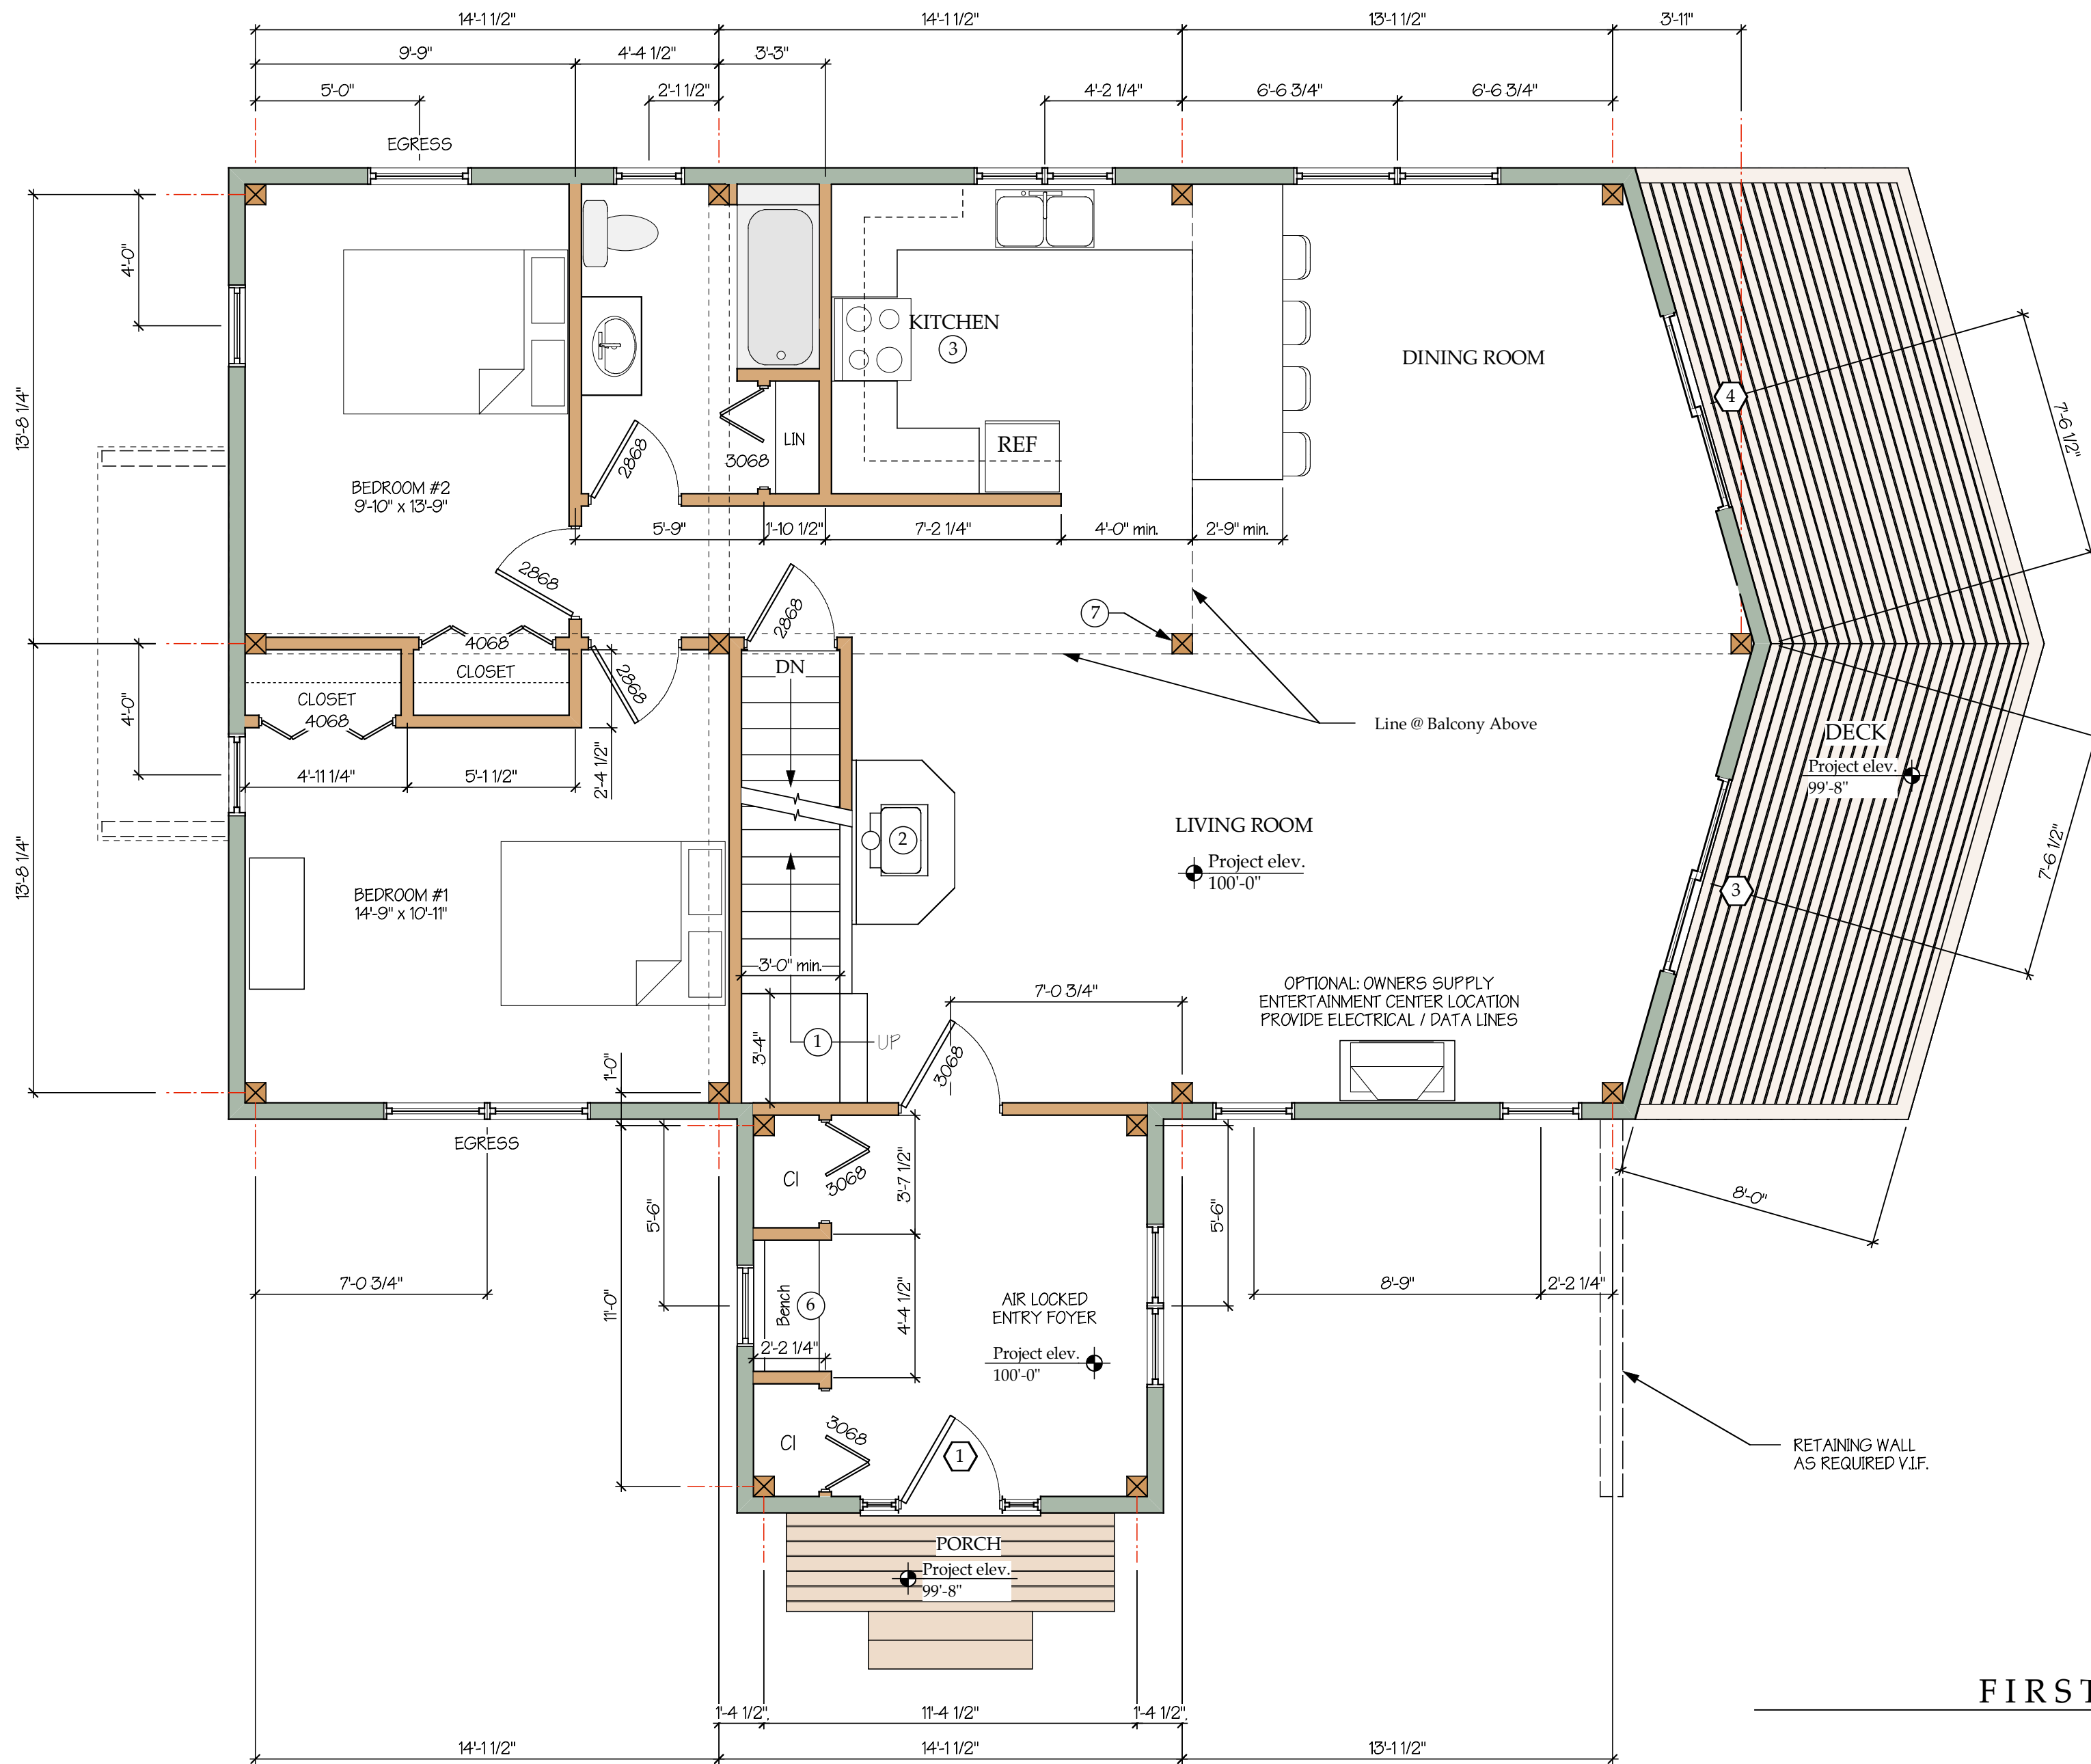 14'-1 1/2" 14'-1 1/2" 13'-1 1/2" 3'-11"
9'-9" 4'-4 1/2" 3'-3"
5'-0" 2'-1 1/2" 4'-2 1/4" 6'-6 3/4" 6'-6 3/4"
EGRESS
4'-0"
13'-8 1/4"
KITCHEN
3
DINING ROOM
4
7'-6 1/2"
2868
3068
LIN
REF
BEDROOM #2
9'-10" x 13'-9"
5'-9" 1'-10 1/2" 7'-2 1/4" 4'-0" min. 2'-9" min.
2868
2868
7
4068
CLOSET
2868
DN
CLOSET
4068
4'-0"
Line @ Balcony Above
DECK
Project elev.
99'-8"
4'-11 1/4" 5'-1 1/2" 2'-4 1/2"
2
LIVING ROOM
Project elev.
100'-0"
13'-8 1/4"
7'-6 1/2"
3
BEDROOM #1
14'-9" x 10'-11"
3'-0" min.
7'-0 3/4"
OPTIONAL: OWNERS SUPPLY
ENTERTAINMENT CENTER LOCATION
PROVIDE ELECTRICAL / DATA LINES
3'-4"
1 UP
3068
1'-0"
EGRESS
Cl
3068
3'-7 1/2"
5'-6"
5'-6"
8'-0"
7'-0 3/4"
11'-0"
Bench
6
4'-4 1/2"
2'-2 1/4"
AIR LOCKED
ENTRY FOYER
Project elev.
100'-0"
8'-9" 2'-2 1/4"
Cl
3068
1
RETAINING WALL
AS REQUIRED V.I.F.
PORCH
Project elev.
99'-8"
FIRST
1'-4 1/2" 11'-4 1/2" 1'-4 1/2"
14'-1 1/2" 14'-1 1/2" 13'-1 1/2"